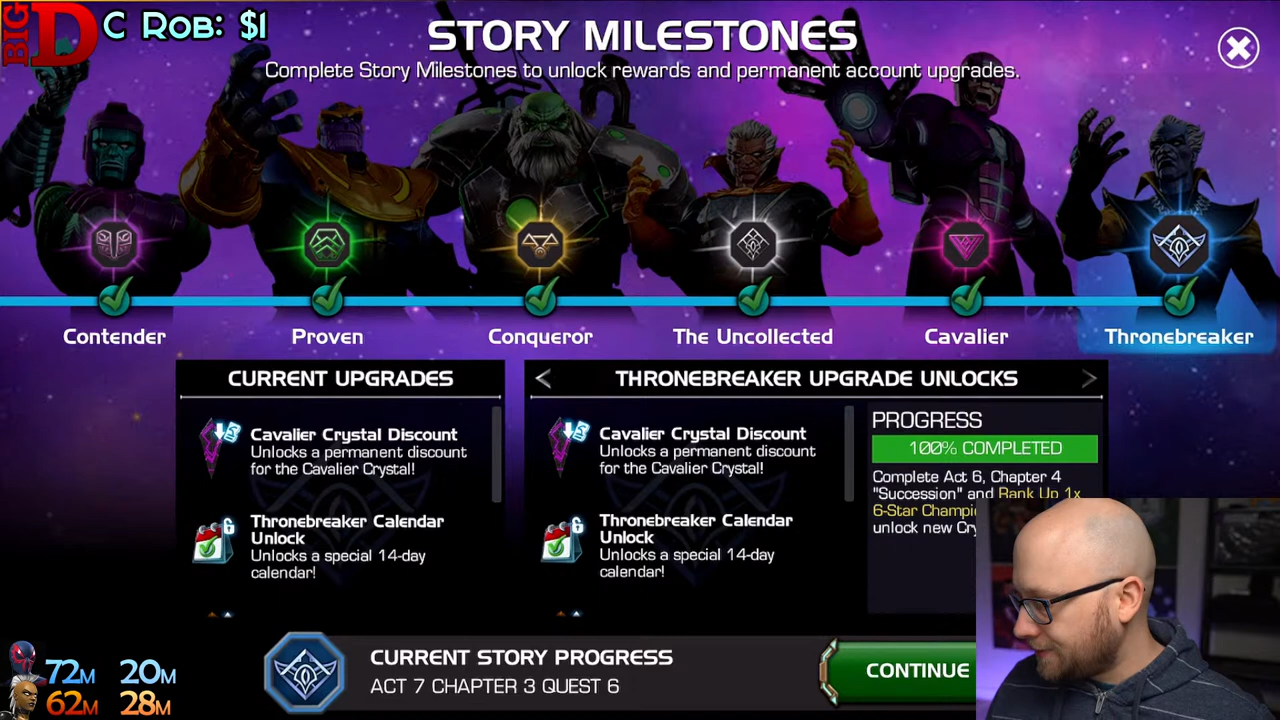 BIG
D
C Rob: $1
STORY MILESTONES
Complete Story Milestones to unlock rewards and permanent account upgrades.
Contender
Proven
Conqueror
The Uncollected
Cavalier
Thronebreaker
CURRENT UPGRADES
Cavalier Crystal Discount
Unlocks a permanent discount
for the Cavalier Crystal!
Thronebreaker Calendar
Unlock
Unlocks a special 14-day
calendar!
THRONEBREAKER UPGRADE UNLOCKS
Cavalier Crystal Discount
Unlocks a permanent discount
for the Cavalier Crystal!
Thronebreaker Calendar
Unlock
Unlocks a special 14-day
calendar!
PROGRESS
100% COMPLETED
Complete Act 6, Chapter 4
"Succession" and Rank Up 1x
6-Star
unlock new
CURRENT STORY PROGRESS
ACT 7 CHAPTER 3 QUEST 6
CONTINUE
72M 20M
62M 28M